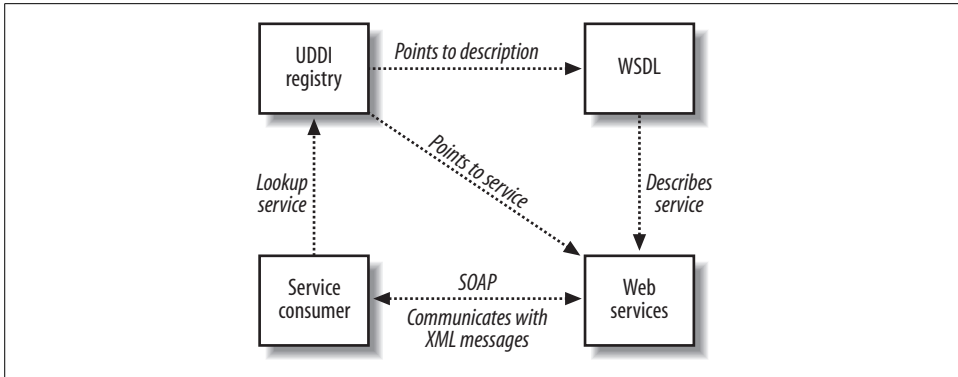 UDDI
registry
Points to description
WSDL
Points to service
Lookup
service
Describes
service
Service
consumer
SOAP
Communicates with
XML messages
Web
services